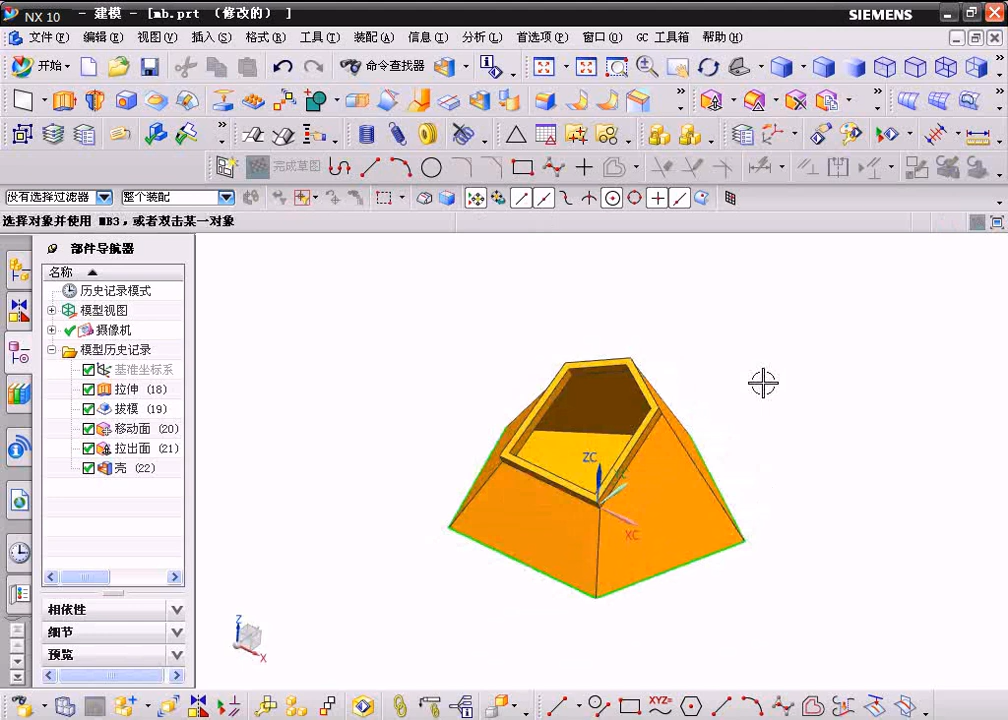 NX 10 - 建模 - [mb.prt （修改的） ] SIEMENS
文件(F) 编辑(E) 视图(V) 插入(S) 格式(R) 工具(T) 装配(A) 信息(I) 分析(L) 首选项(P) 窗口(O) GC 工具箱 帮助(H)
开始 命令查找器
完成草图
没有选择过滤器 整个装配
选择对象并使用 MB3，或者双击某一对象
部件导航器
名称
历史记录模式
模型视图
摄像机
模型历史记录
基准坐标系
拉伸 (18)
拔模 (19)
移动面 (20)
拉出面 (21)
壳 (22)
ZC
XC
Z
X
相依性
细节
预览
XYZ=